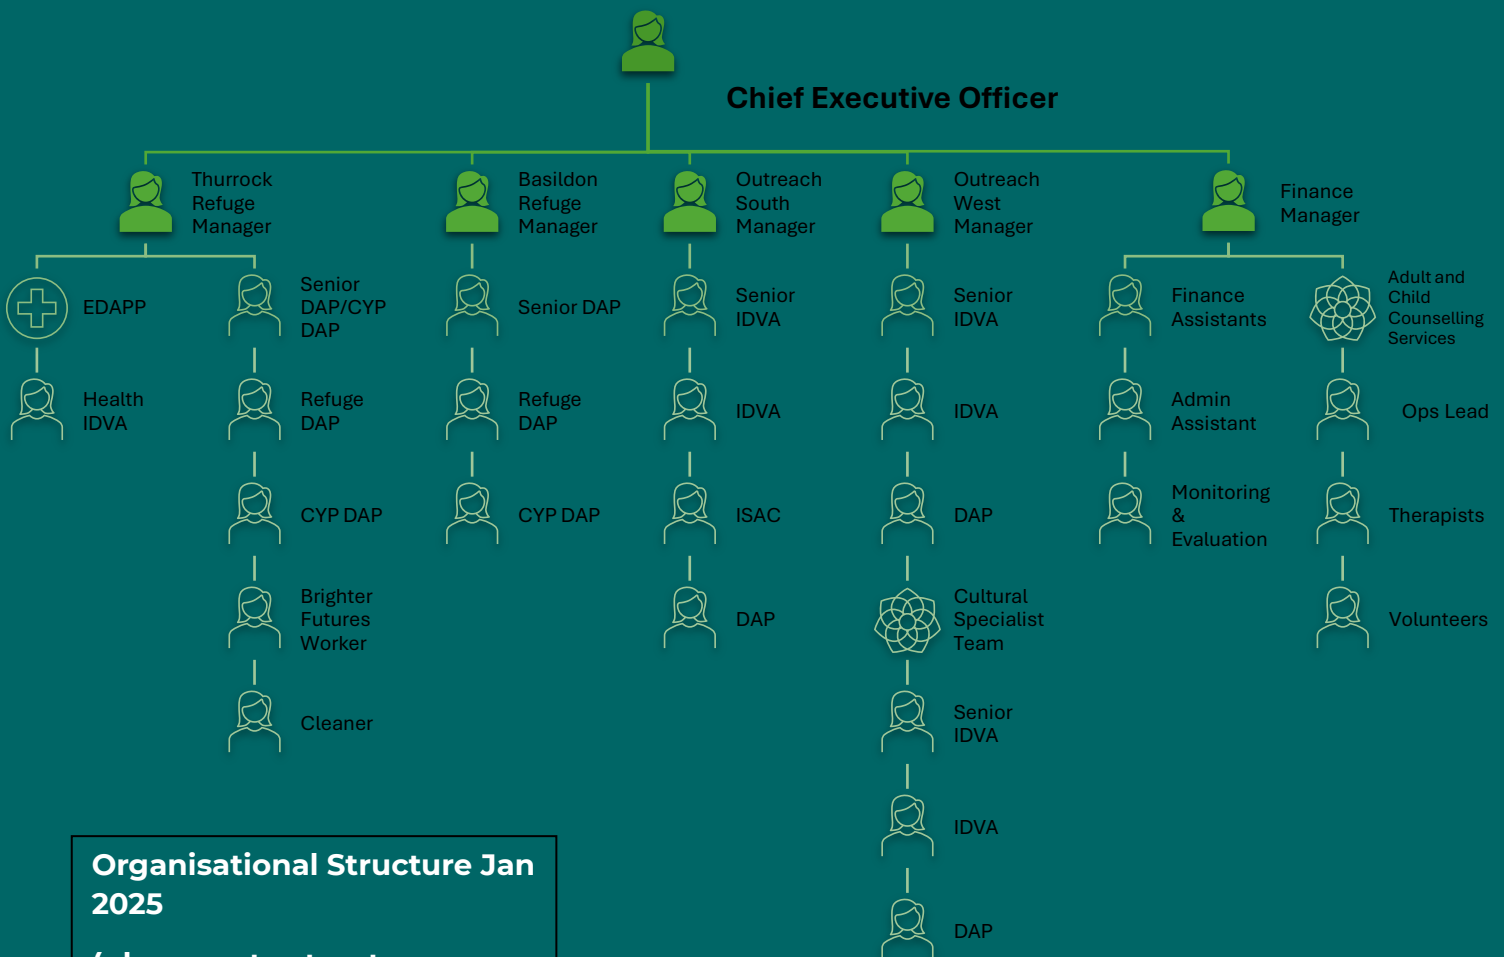 Chief Executive Officer
Thurrock
Refuge
Manager
Basildon
Refuge
Manager
Outreach
South
Manager
Outreach
West
Manager
Finance
Manager
EDAPP
Senior
DAP/CYP
DAP
Senior DAP
Senior
IDVA
Senior
IDVA
Finance
Assistants
Adult and
Child
Counselling
Services
Health
IDVA
Refuge
DAP
Refuge
DAP
IDVA
IDVA
Admin
Assistant
Ops Lead
CYP DAP
CYP DAP
ISAC
DAP
Monitoring
&
Evaluation
Therapists
Brighter
Futures
Worker
DAP
Cultural
Specialist
Team
Volunteers
Cleaner
Senior
IDVA
IDVA
DAP
Organisational Structure Jan
2025